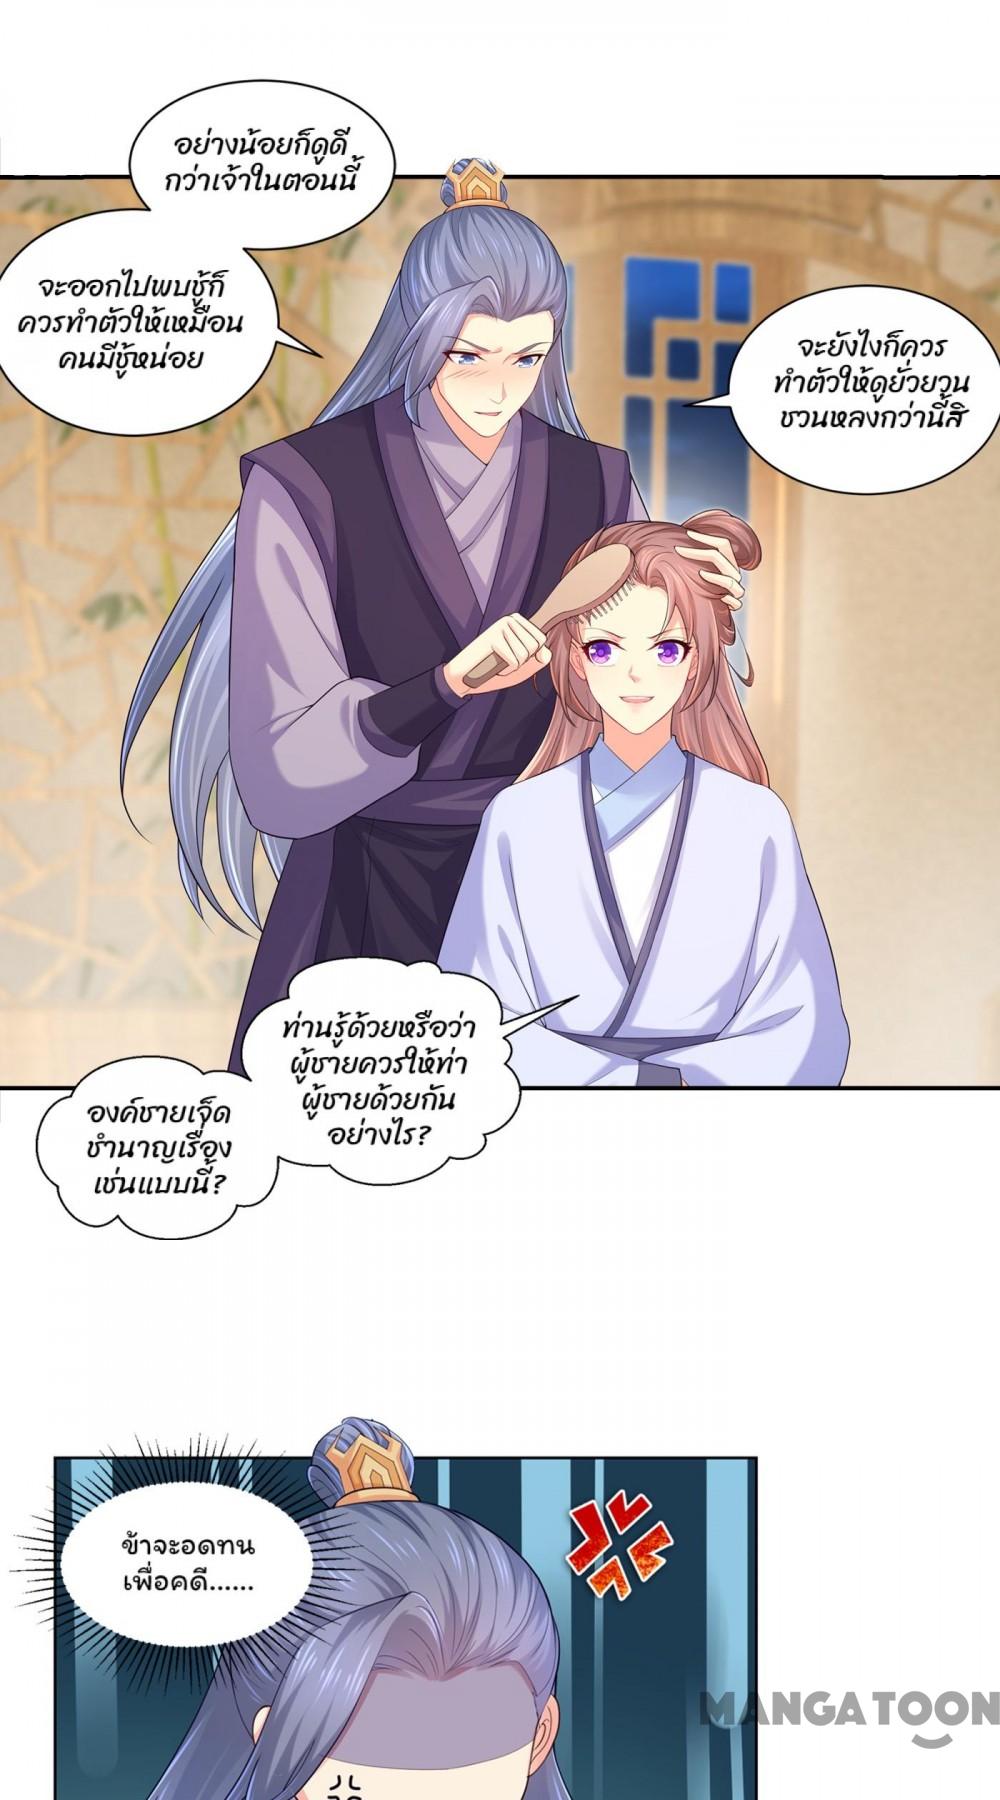 อย่างน้อยก็ดูดี
กว่าเจ้าในตอนนี้
จะออกไปพบชู้ก็
ควรทำตัวให้เหมือน
คนมีชู้หน่อย
จะยังไงก็ควร
ทำตัวให้ดูยั่วยวน
ชวนหลงกว่านี้สิ
ท่านรู้ด้วยหรือว่า
ผู้ชายควรให้ท่า
ผู้ชายด้วยกัน
อย่างไร?
องค์ชายเจ็ด
ชำนาญเรื่อง
เช่นแบบนี้?
ข้าจะอดทน
เพื่อคดี......
MANGATOON